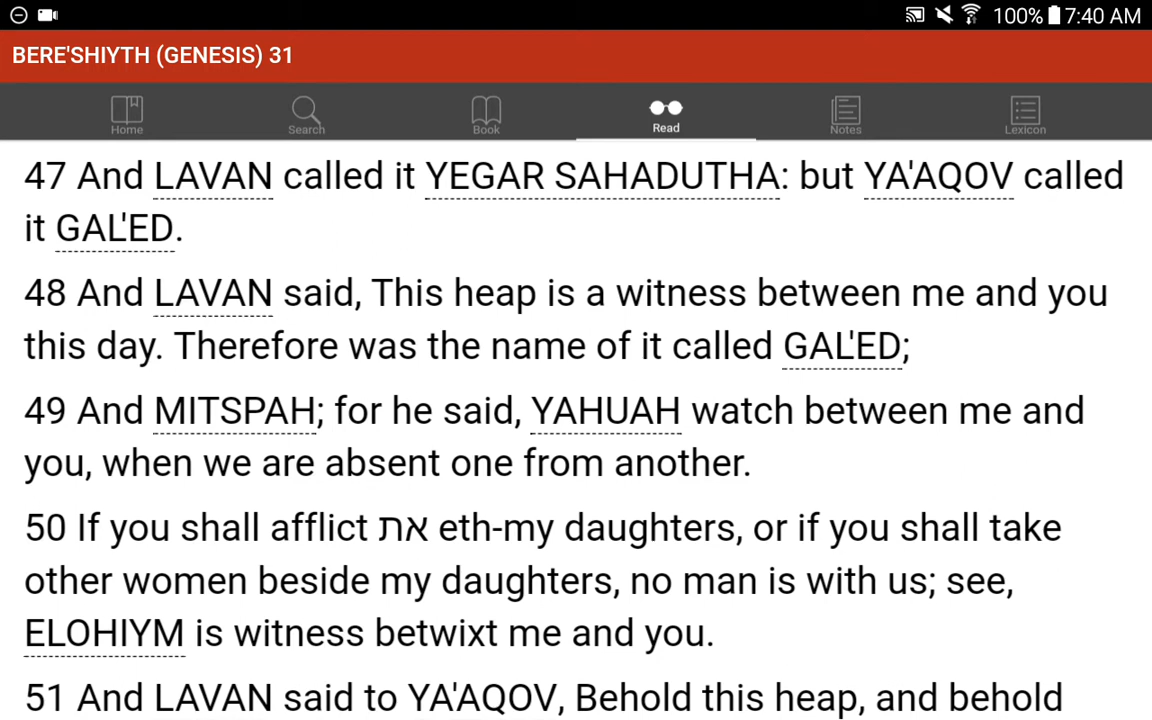 100% 7:40 AM
BERE'SHIYTH (GENESIS) 31
Home Search Book Read Notes Lexicon
47 And LAVAN called it YEGAR SAHADUTHA: but YA'AQOV called
it GAL'ED.
48 And LAVAN said, This heap is a witness between me and you
this day. Therefore was the name of it called GAL'ED;
49 And MITSPAH; for he said, YAHUAH watch between me and
you, when we are absent one from another.
50 If you shall afflict את eth-my daughters, or if you shall take
other women beside my daughters, no man is with us; see,
ELOHIYM is witness betwixt me and you.
51 And LAVAN said to YA'AQOV, Behold this heap, and behold